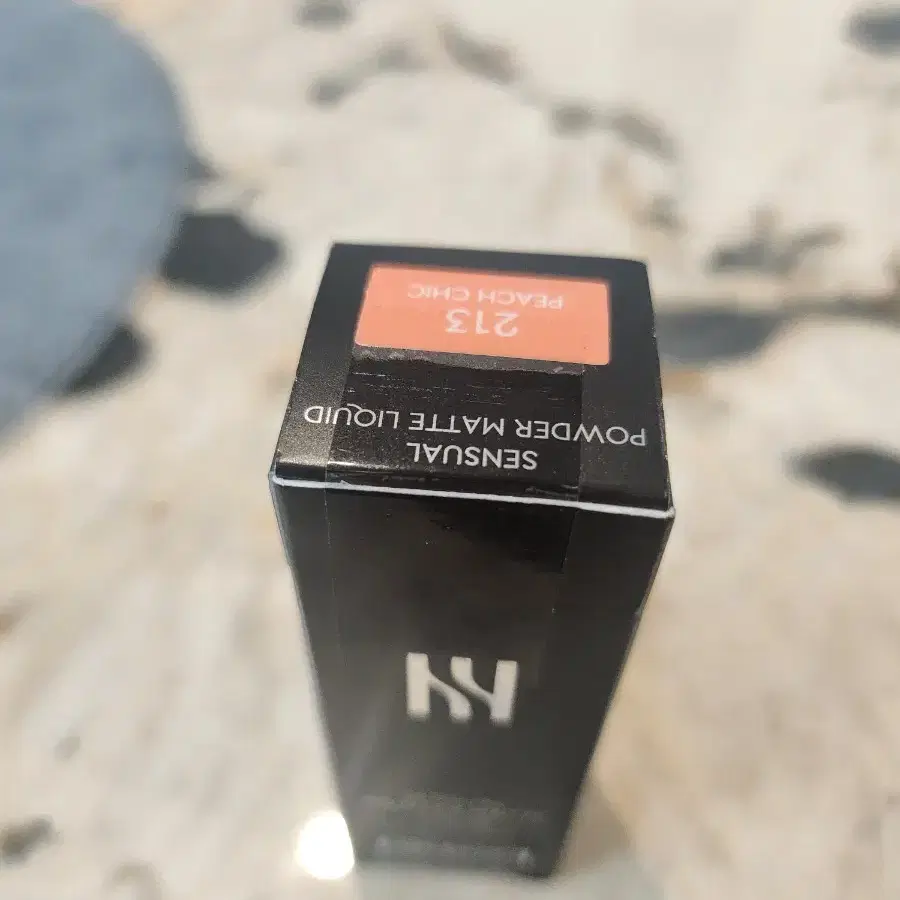 SENSUAL
POWDER MATTE LIQUID
213
PEACH CHIC